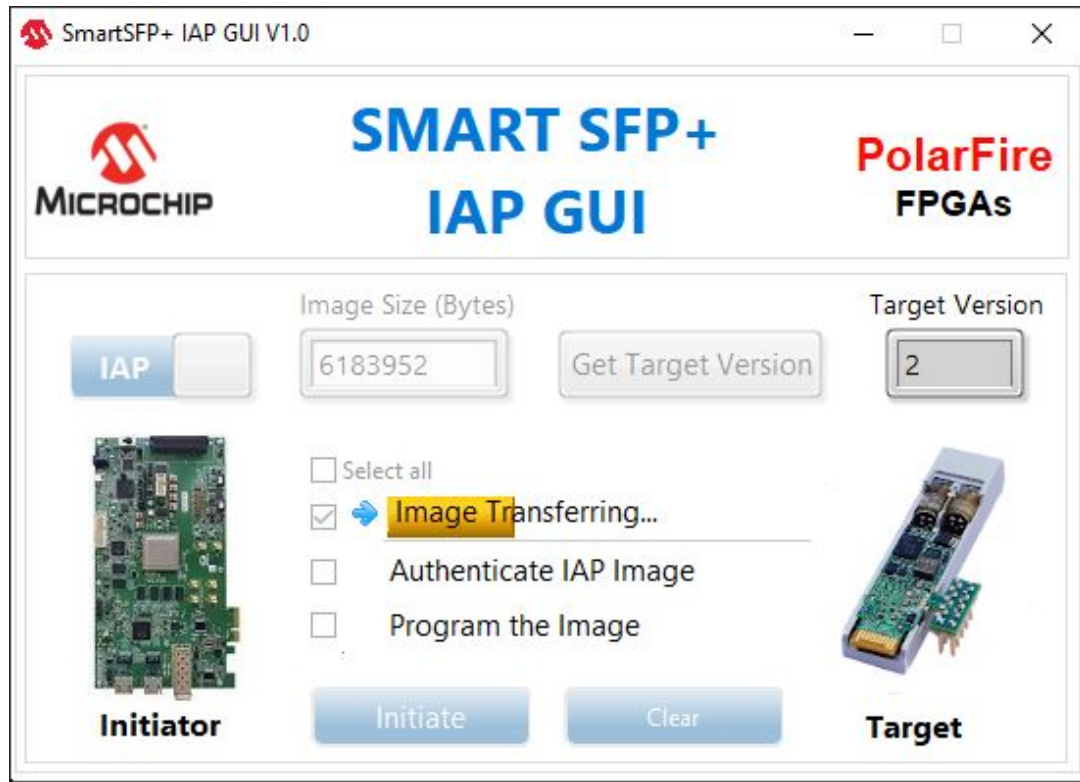 SmartSFP+ IAP GUI V1.0
MICROCHIP
SMART SFP+
IAP GUI
PolarFire
FPGAs
Image Size (Bytes)
Target Version
IAP
6183952
Get Target Version
2
Select all
Image Transferring...
Authenticate IAP Image
Program the Image
Initiate
Clear
Initiator
Target